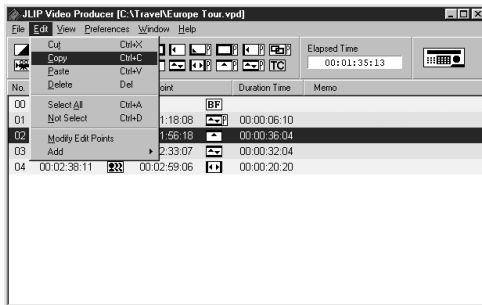 JLIP Video Producer [C:\Travel\Europe Tour.vpd]
File Edit View Preferences Window Help
Cut Ctrl+X
Copy Ctrl+C
Paste Ctrl+V
Delete Del
Select All Ctrl+A
Not Select Ctrl+D
Modify Edit Points
Add
P P P P
P P P TC
Elapsed Time
00:01:35:13
No. oint Duration Time Memo
00 BF
01 1:18:08 P 00:00:06:10
02 1:56:18 00:00:36:04
03 2:33:07 00:00:32:04
04 00:02:38:11 00:02:59:06 00:00:20:20